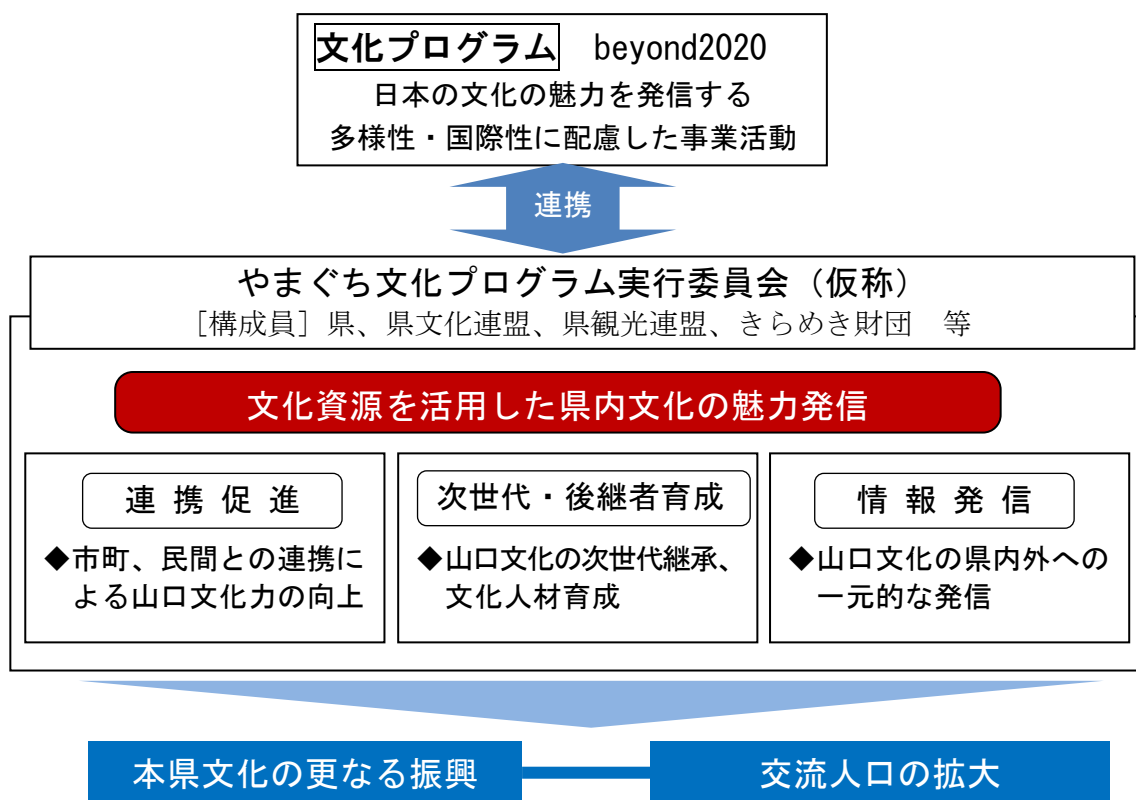 文化プログラム　beyond2020
日本の文化の魅力を発信する
多様性・国際性に配慮した事業活動
連携
やまぐち文化プログラム実行委員会（仮称）
［構成員］県、県文化連盟、県観光連盟、きらめき財団　等
文化資源を活用した県内文化の魅力発信
連 携 促 進
◆市町、民間との連携に
よる山口文化力の向上
次世代・後継者育成
◆山口文化の次世代継承、
文化人材育成
情 報 発 信
◆山口文化の県内外への
一元的な発信
本県文化の更なる振興
交流人口の拡大